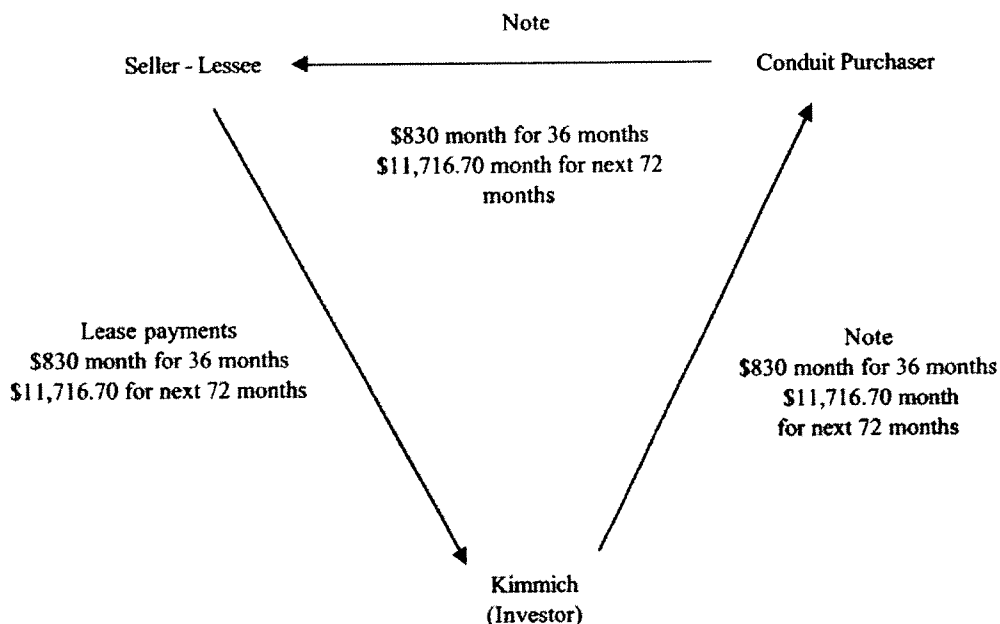 Note
Seller - Lessee
Conduit Purchaser
$830 month for 36 months
$11,716.70 month for next 72
months
Lease payments
$830 month for 36 months
$11,716.70 for next 72 months
Note
$830 month for 36 months
$11,716.70 month
for next 72 months
Kimmich
(Investor)